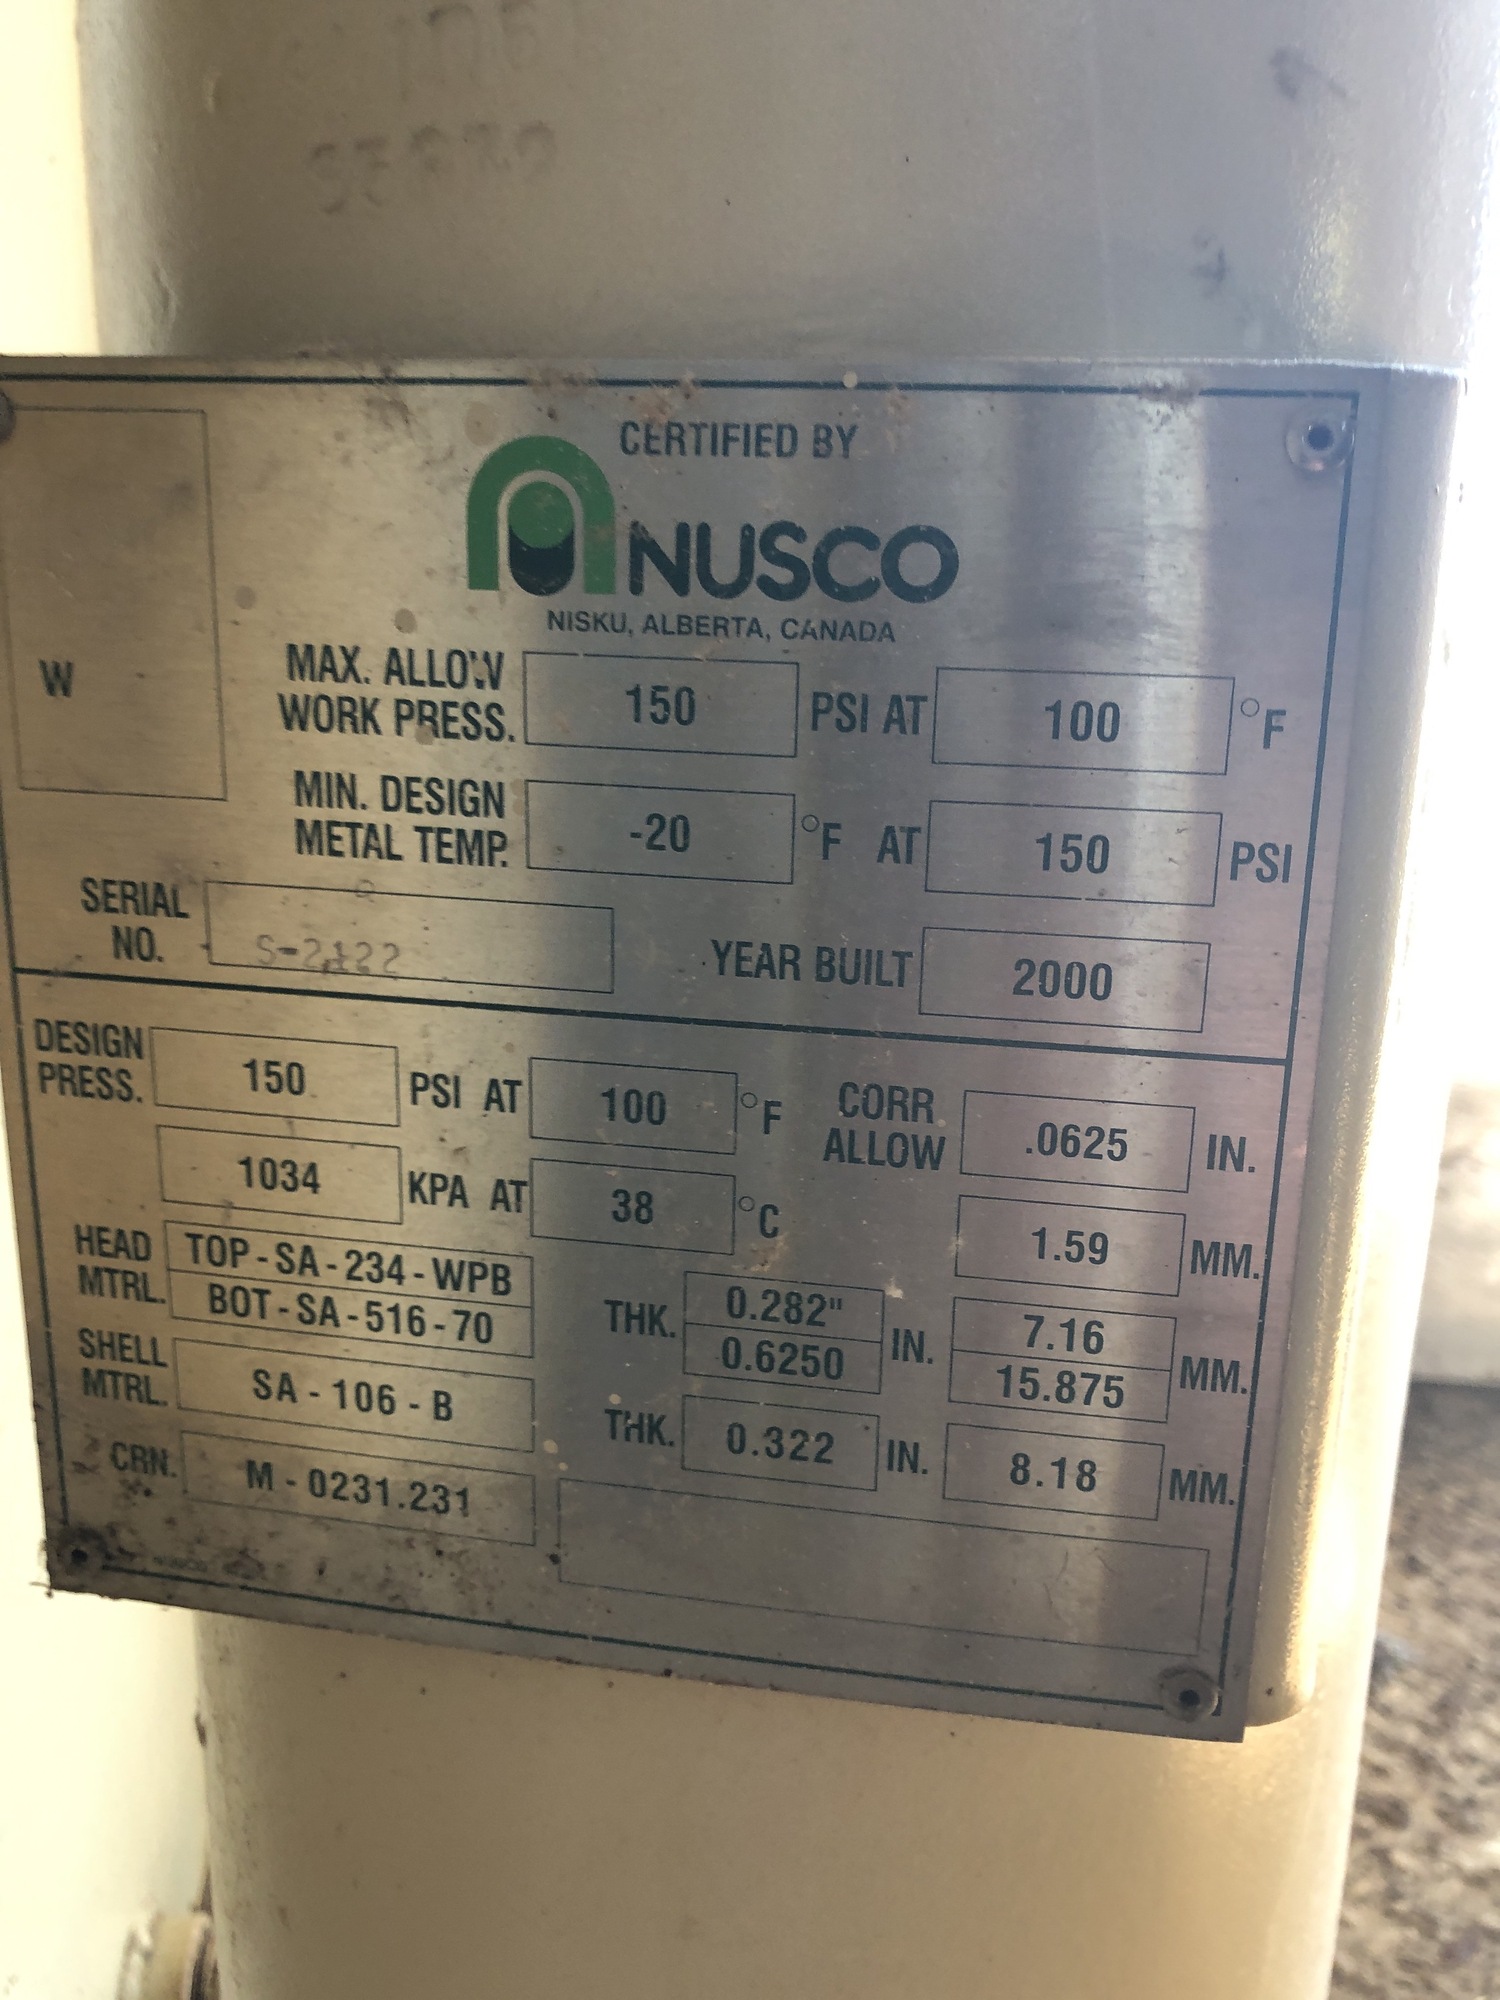 CERTIFIED BY
NUSCO
NISKU, ALBERTA, CANADA
W
MAX. ALLOW
WORK PRESS. 150 PSI AT 100 °F
MIN. DESIGN
METAL TEMP. -20 °F AT 150 PSI
SERIAL
NO.
YEAR BUILT 2000
DESIGN
PRESS. 150 PSI AT 100 °F
CORR.
ALLOW .0625 IN.
1034 KPA AT 38 °C
1.59 MM.
HEAD
MTRL. TOP-SA-234-WPB
BOT-SA-516-70
THK. 0.282" IN. 7.16 MM.
0.6250 15.875
SHELL
MTRL. SA-106-B
THK. 0.322 IN. 8.18 MM.
CRN. M-0231.231
NUSCO